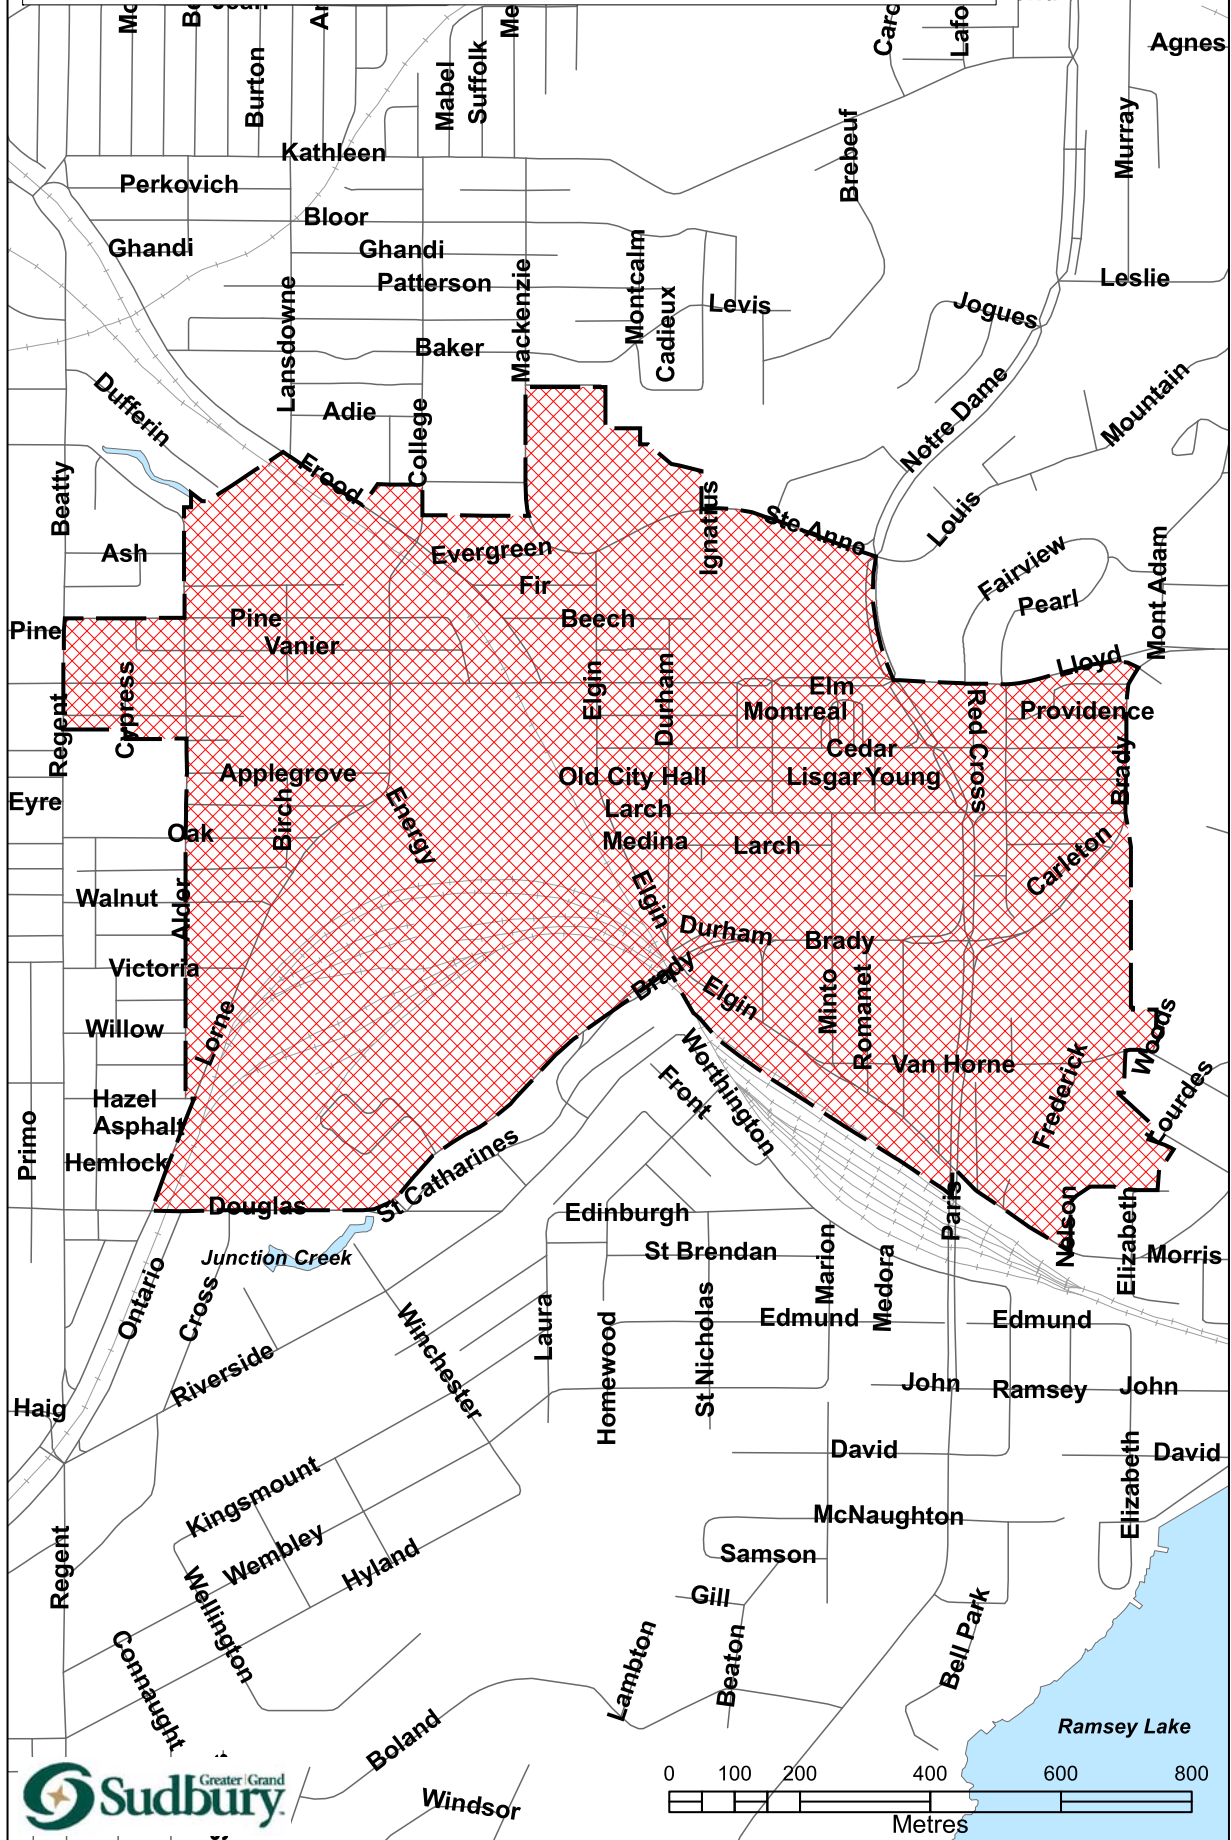 Agnes
Burton
Mabel
Suffolk
Murray
Brebeuf
Kathleen
Perkovich
Bloor
Ghandi
Ghandi
Patterson
Lansdowne
Mackenzie
Montcalm
Cadieux
Levis
Leslie
Jogues
Baker
Dufferin
Adie
College
Notre Dame
Mountain
Frood
Beatty
Ignatius
Ste Anne
Louis
Ash
Evergreen
Fir
Fairview
Pearl
Mont Adam
Pine
Pine
Beech
Vanier
Lloyd
Cypress
Elgin
Durham
Elm
Regent
Montreal
Red Cross
Providence
Cedar
Brady
Applegrove
Old City Hall
Lisgar
Young
Eyre
Birch
Energy
Larch
Oak
Medina
Larch
Carleton
Walnut
Alder
Elgin
Durham
Brady
Victoria
Brady
Elgin
Minto
Romanet
Willow
Lorne
Woods
Worthington
Van Horne
Frederick
Front
Lourdes
Hazel
Asphalt
Primo
Hemlock
St Catharines
Douglas
Edinburgh
Paris
Nelson
Elizabeth
Junction Creek
St Brendan
Marion
Medora
Morris
Ontario
Cross
Winchester
Laura
Homewood
St Nicholas
Edmund
Edmund
Riverside
John
Ramsey
John
Haig
David
Elizabeth
David
Kingsmount
McNaughton
Wembley
Hyland
Samson
Regent
Wellington
Gill
Connaught
Lambton
Beaton
Bell Park
Boland
Ramsey Lake
Windsor
Greater | Grand
Sudbury
0 100 200 400 600 800
Metres